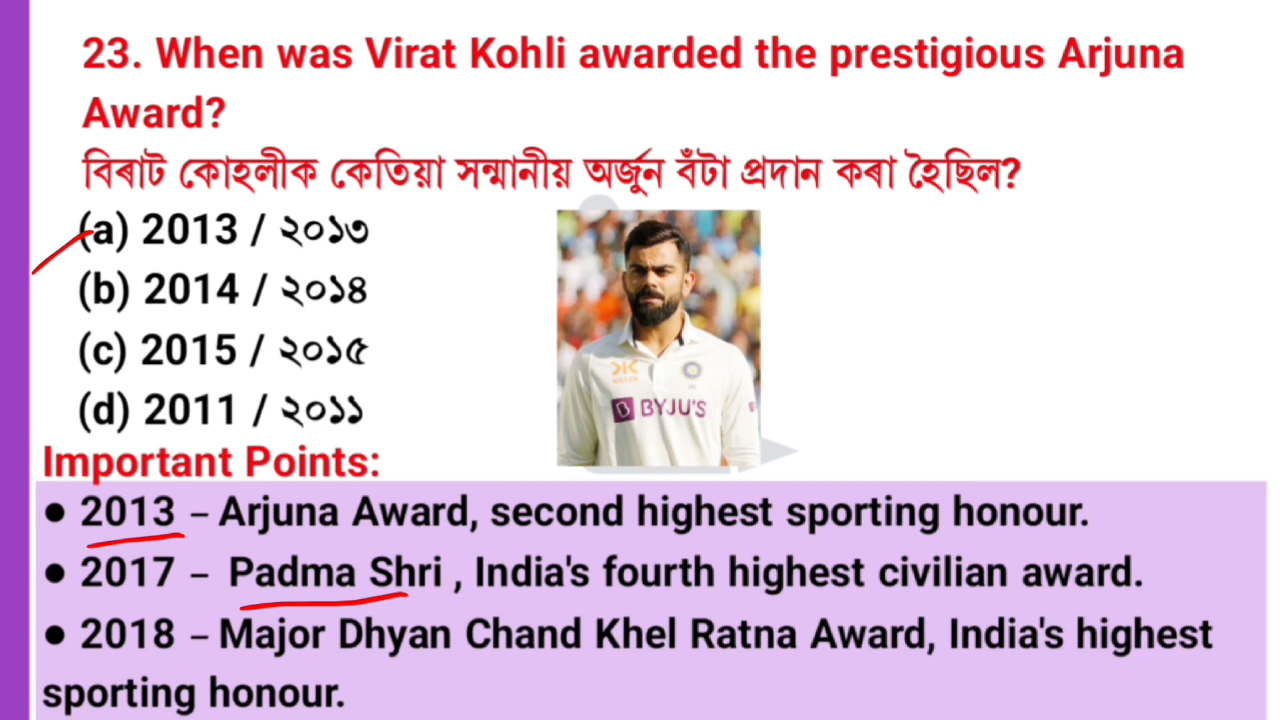 23. When was Virat Kohli awarded the prestigious Arjuna
Award?
বিৰাট কোহলীক কেতিয়া সন্মানীয় অৰ্জুন বঁটা প্ৰদান কৰা হৈছিল?
(a) 2013 / ২০১৩
(b) 2014 / ২০১৪
(c) 2015 / ২০১৫
(d) 2011 / ২০১১
BYJU'S
Important Points:
● 2013 – Arjuna Award, second highest sporting honour.
● 2017 – Padma Shri , India's fourth highest civilian award.
● 2018 – Major Dhyan Chand Khel Ratna Award, India's highest
sporting honour.